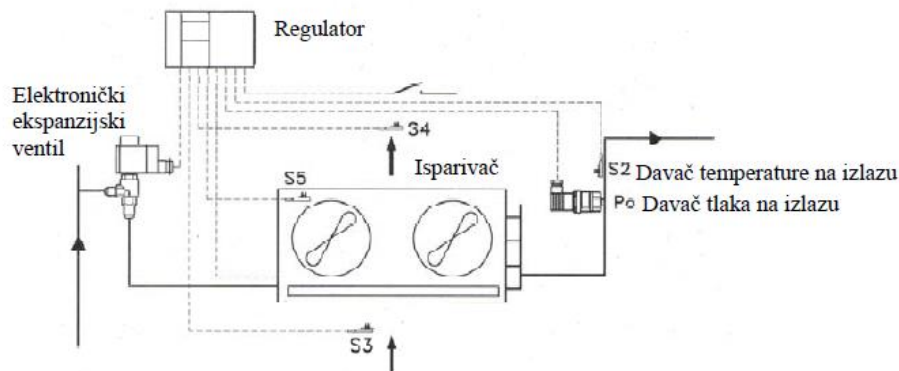 Regulator
Elektronički
ekspanzijski
ventil
S4
Isparivač
S5
S2 Davač temperature na izlazu
Po Davač tlaka na izlazu
S3